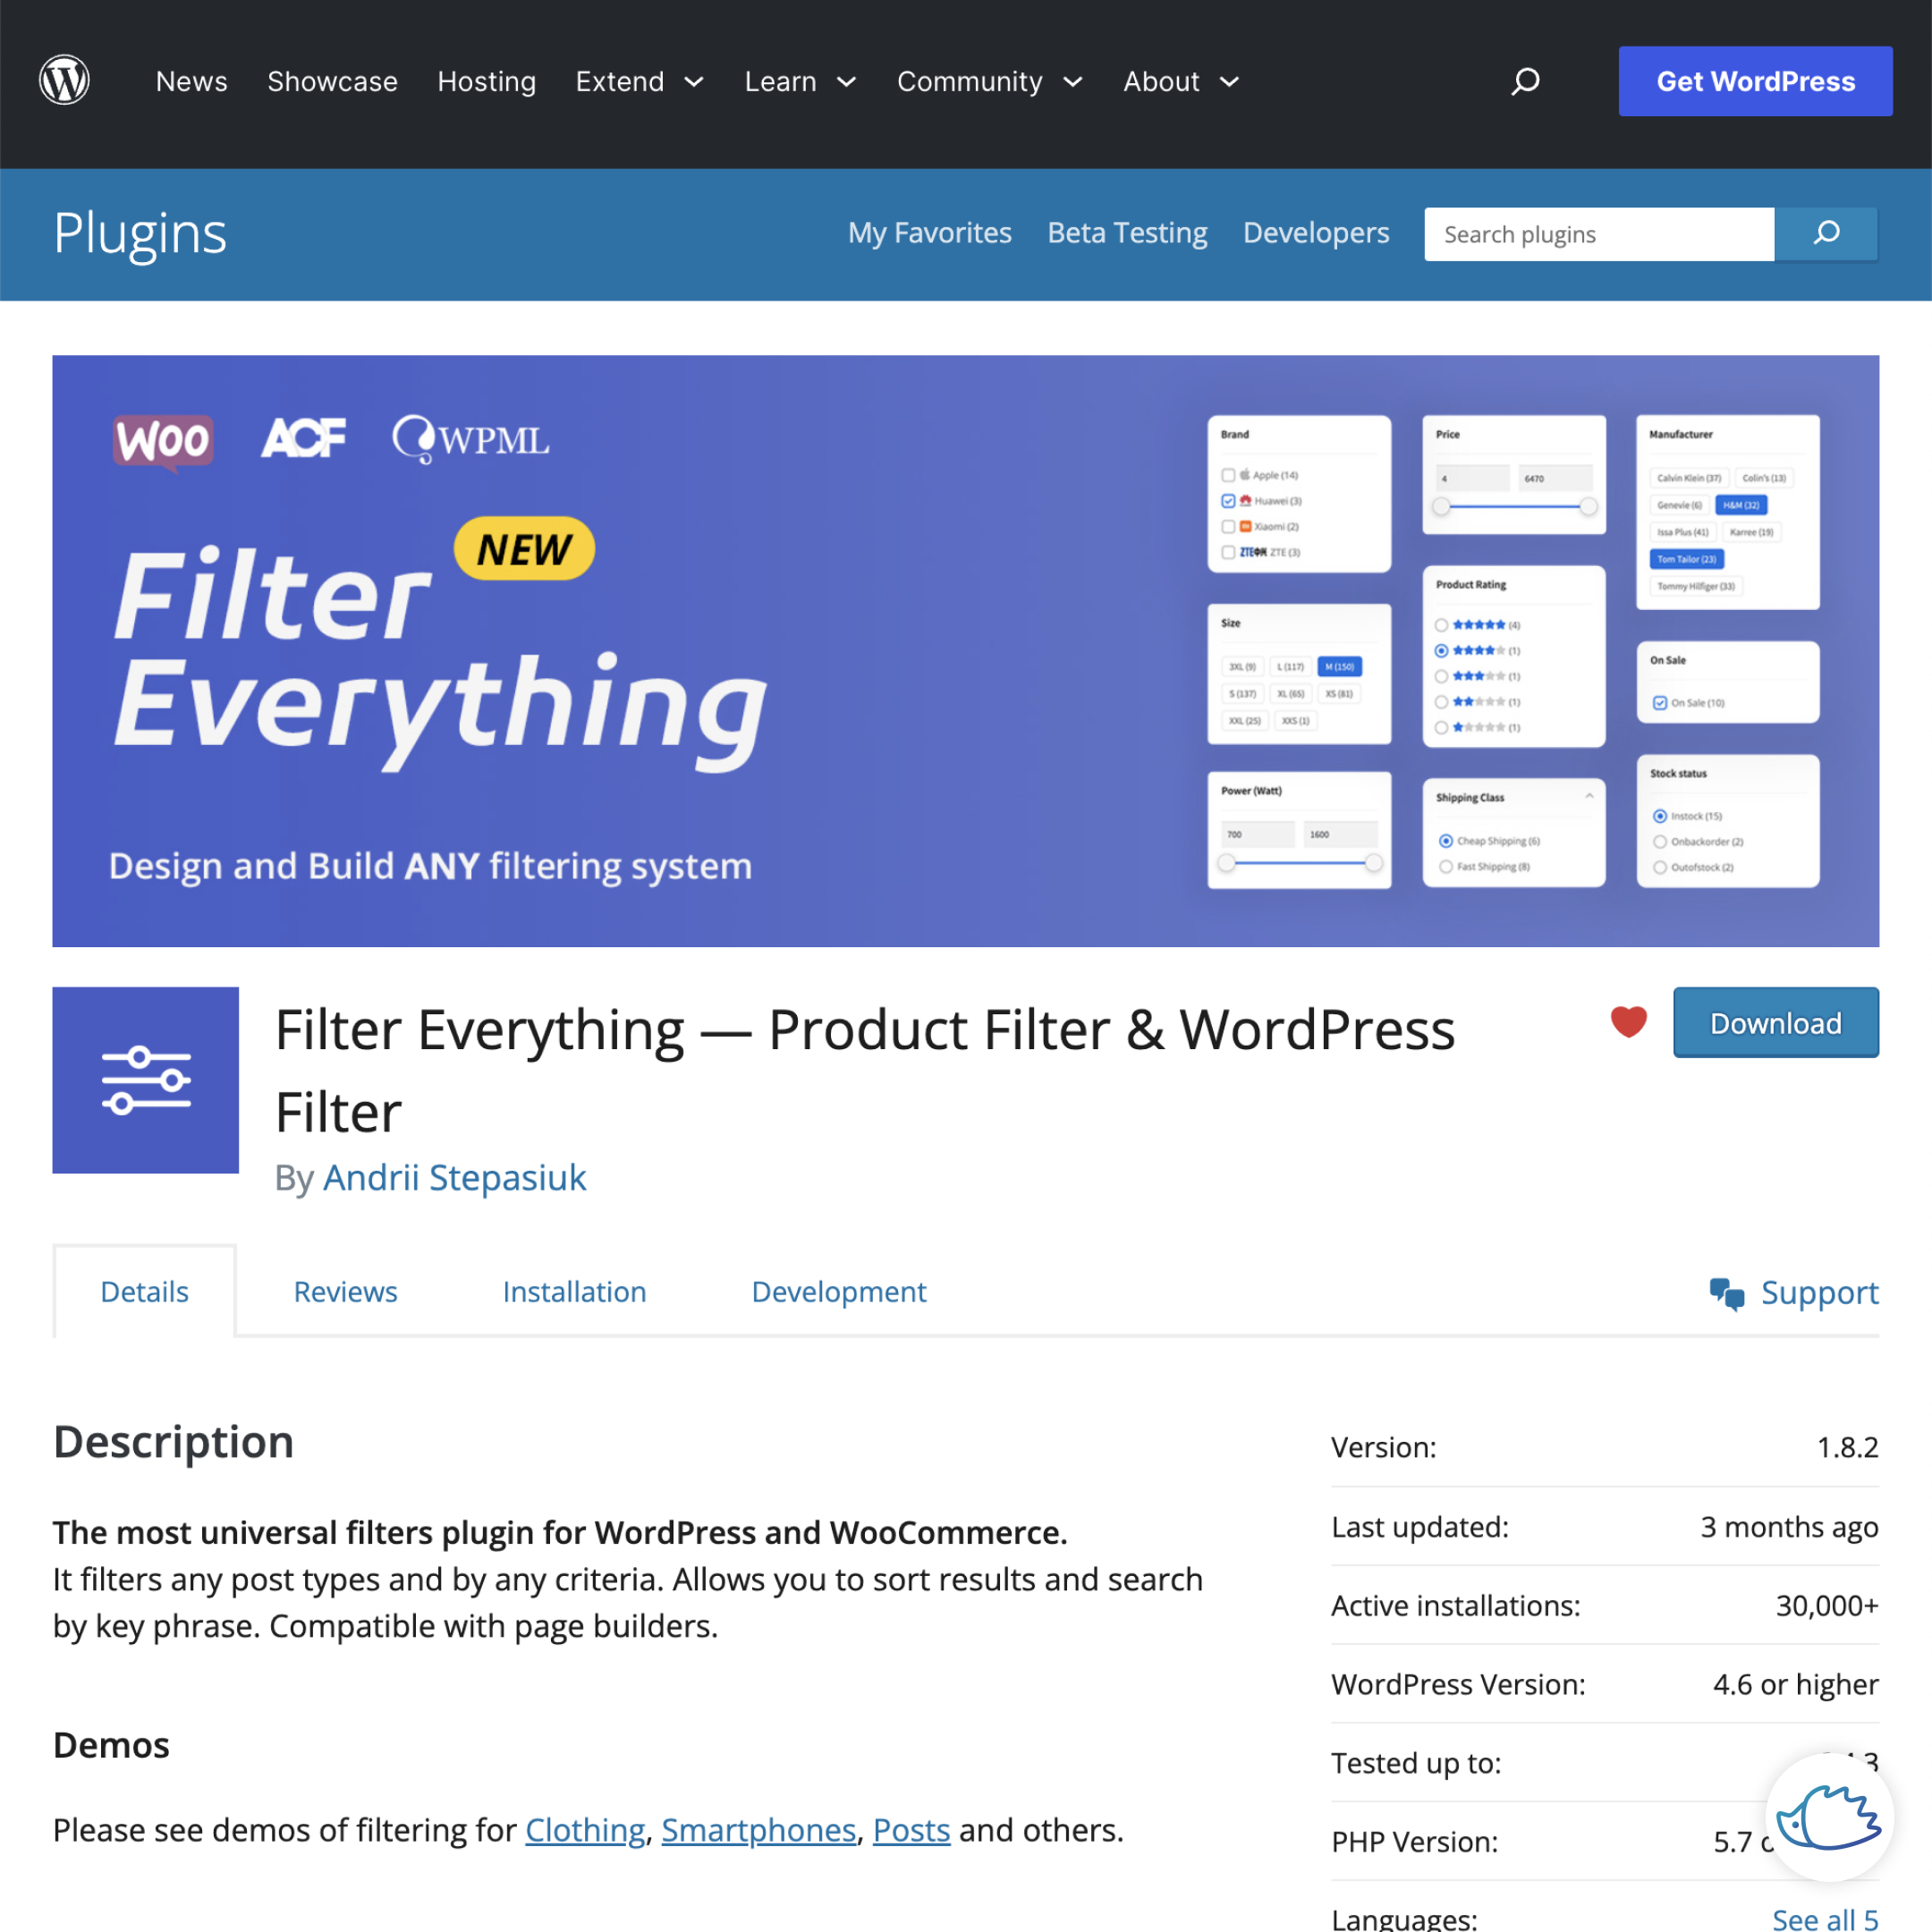 News Showcase Hosting Extend Learn Community About Get WordPress
Plugins My Favorites Beta Testing Developers Search plugins
WOO ACF WPML
NEW
Filter
Everything
Design and Build ANY filtering system
Brand
Apple (14)
Huawei (3)
Xiaomi (2)
ZTE中兴 ZTE (3)
Size
3XL (9) L (117) M (150)
S (137) XL (65) XS (81)
XXL (25) XXS (1)
Power (Watt)
700 1600
Price
4 6470
Product Rating
(4)
(1)
(1)
(1)
(1)
Shipping Class
Cheap Shipping (6)
Fast Shipping (8)
Manufacturer
Calvin Klein (37) Colin's (13)
Genevie (6) H&M (32)
Issa Plus (41) Karree (19)
Tom Tailor (23)
Tommy Hilfiger (33)
On Sale
On Sale (10)
Stock status
Instock (15)
Onbackorder (2)
Outofstock (2)
Filter Everything — Product Filter & WordPress
Filter
By Andrii Stepasiuk
Download
Details Reviews Installation Development Support
Description
The most universal filters plugin for WordPress and WooCommerce.
It filters any post types and by any criteria. Allows you to sort results and search
by key phrase. Compatible with page builders.
Demos
Please see demos of filtering for Clothing, Smartphones, Posts and others.
Version: 1.8.2
Last updated: 3 months ago
Active installations: 30,000+
WordPress Version: 4.6 or higher
Tested up to:
PHP Version: 5.7
Languages: See all 5